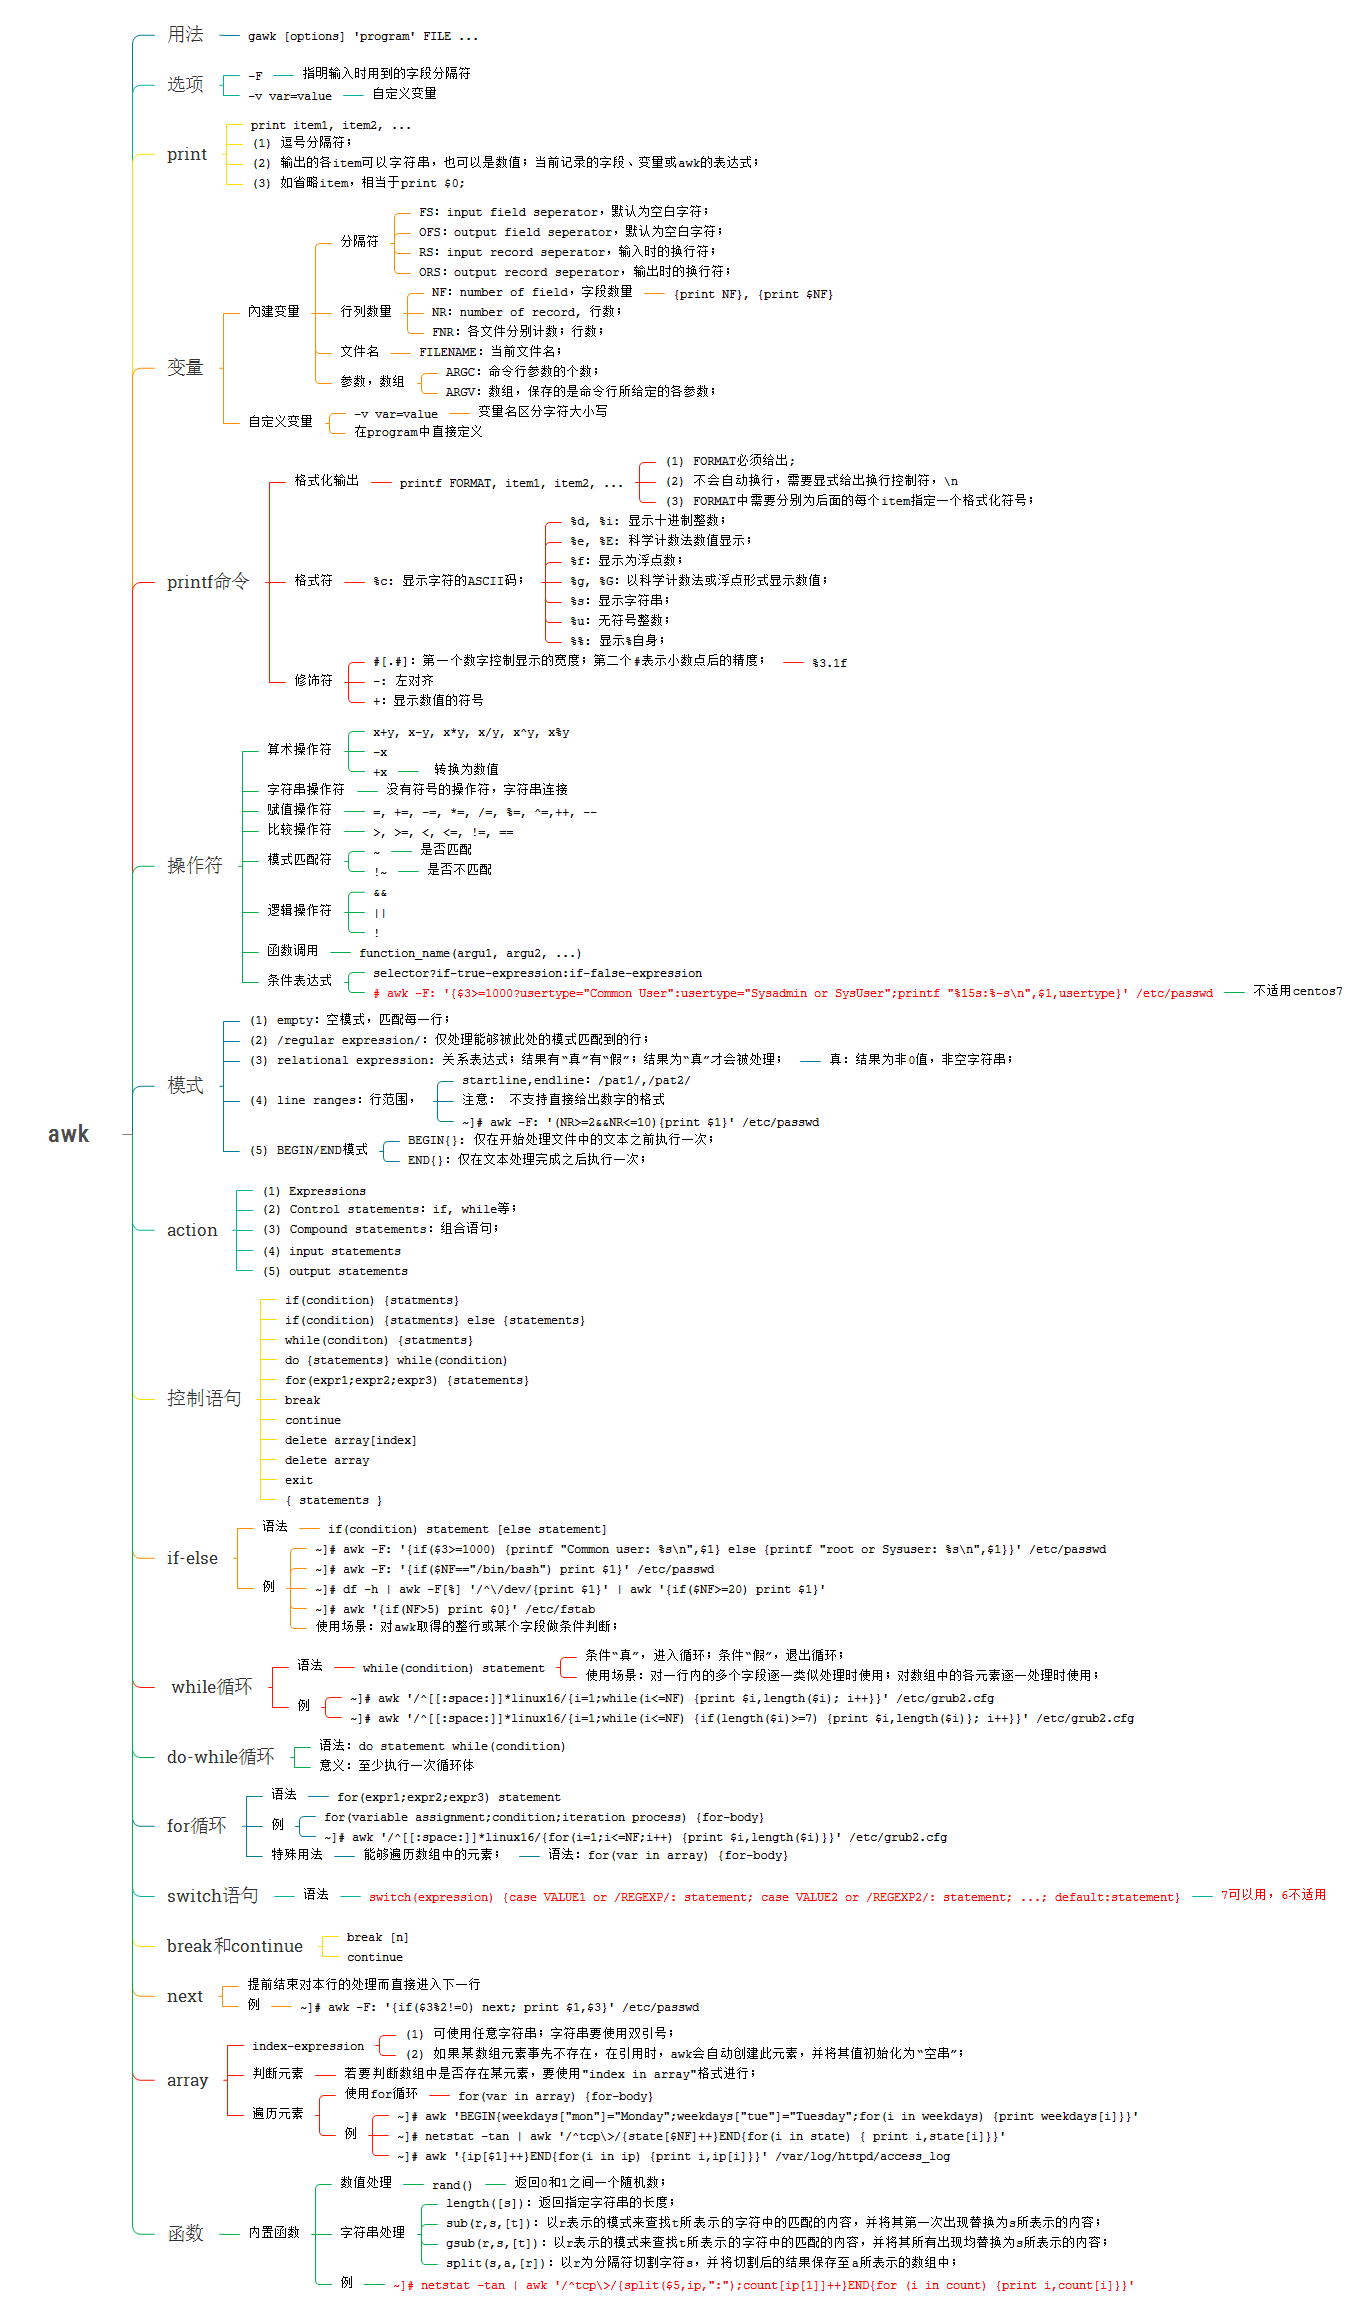 用法
gawk [options] 'program' FILE ...
选项
-F
指明输入时用到的字段分隔符
-v var=value
自定义变量
print
print item1, item2, ...
(1) 逗号分隔符；
(2) 输出的各item可以字符串，也可以是数值；当前记录的字段、变量或awk的表达式；
(3) 如省略item，相当于print $0;
变量
内建变量
分隔符
FS：input field seperator，默认为空白字符；
OFS：output field seperator，默认为空白字符；
RS：input record seperator，输入时的换行符；
ORS：output record seperator，输出时的换行符；
行列数量
NF：number of field，字段数量
{print NF}, {print $NF}
NR：number of record, 行数；
FNR：各文件分别计数；行数；
文件名
FILENAME：当前文件名；
参数，数组
ARGC：命令行参数的个数；
ARGV：数组，保存的是命令行所给定的各参数；
自定义变量
-v var=value
变量名区分字符大小写
在program中直接定义
printf命令
格式化输出
printf FORMAT, item1, item2, ...
(1) FORMAT必须给出;
(2) 不会自动换行，需要显式给出换行控制符，\n
(3) FORMAT中需要分别为后面的每个item指定一个格式化符号；
格式符
%c: 显示字符的ASCII码；
%d, %i: 显示十进制整数；
%e, %E: 科学计数法数值显示；
%f：显示为浮点数；
%g, %G：以科学计数法或浮点形式显示数值；
%s：显示字符串；
%u：无符号整数；
%%: 显示%自身；
修饰符
#[.#]：第一个数字控制显示的宽度；第二个#表示小数点后的精度；
%3.1f
-: 左对齐
+：显示数值的符号
操作符
算术操作符
x+y, x-y, x*y, x/y, x^y, x%y
-x
+x
转换为数值
字符串操作符
没有符号的操作符，字符串连接
赋值操作符
=, +=, -=, *=, /=, %=, ^=,++, --
比较操作符
>, >=, <, <=, !=, ==
模式匹配符
~
是否匹配
!~
是否不匹配
逻辑操作符
&&
||
!
函数调用
function_name(argu1, argu2, ...)
条件表达式
selector?if-true-expression:if-false-expression
# awk -F: '{$3>=1000?usertype="Common User":usertype="Sysadmin or SysUser";printf "%15s:%-s\n",$1,usertype}' /etc/passwd
不适用centos7
awk
模式
(1) empty：空模式，匹配每一行；
(2) /regular expression/：仅处理能够被此处的模式匹配到的行；
(3) relational expression: 关系表达式；结果有“真”有“假”；结果为“真”才会被处理；
真：结果为非0值，非空字符串；
(4) line ranges：行范围，
startline,endline：/pat1/,/pat2/
注意： 不支持直接给出数字的格式
~]# awk -F: '(NR>=2&&NR<=10){print $1}' /etc/passwd
(5) BEGIN/END模式
BEGIN{}: 仅在开始处理文件中的文本之前执行一次；
END{}：仅在文本处理完成之后执行一次；
action
(1) Expressions
(2) Control statements：if, while等；
(3) Compound statements：组合语句；
(4) input statements
(5) output statements
控制语句
if(condition) {statments}
if(condition) {statments} else {statements}
while(conditon) {statments}
do {statements} while(condition)
for(expr1;expr2;expr3) {statements}
break
continue
delete array[index]
delete array
exit
{ statements }
if-else
语法
if(condition) statement [else statement]
例
~]# awk -F: '{if($3>=1000) {printf "Common user: %s\n",$1} else {printf "root or Sysuser: %s\n",$1}}' /etc/passwd
~]# awk -F: '{if($NF=="/bin/bash") print $1}' /etc/passwd
~]# df -h | awk -F[%] '/^\/dev/{print $1}' | awk '{if($NF>=20) print $1}'
~]# awk '{if(NF>5) print $0}' /etc/fstab
使用场景：对awk取得的整行或某个字段做条件判断；
while循环
语法
while(condition) statement
条件“真”，进入循环；条件“假”，退出循环；
使用场景：对一行内的多个字段逐一类似处理时使用；对数组中的各元素逐一处理时使用；
例
~]# awk '/^[[:space:]]*linux16/{i=1;while(i<=NF) {print $i,length($i); i++}}' /etc/grub2.cfg
~]# awk '/^[[:space:]]*linux16/{i=1;while(i<=NF) {if(length($i)>=7) {print $i,length($i)}; i++}}' /etc/grub2.cfg
do-while循环
语法：do statement while(condition)
意义：至少执行一次循环体
for循环
语法
for(expr1;expr2;expr3) statement
例
for(variable assignment;condition;iteration process) {for-body}
~]# awk '/^[[:space:]]*linux16/{for(i=1;i<=NF;i++) {print $i,length($i)}}' /etc/grub2.cfg
特殊用法
能够遍历数组中的元素；
语法：for(var in array) {for-body}
switch语句
语法
switch(expression) {case VALUE1 or /REGEXP/: statement; case VALUE2 or /REGEXP2/: statement; ...; default:statement}
7可以用，6不适用
break和continue
break [n]
continue
next
提前结束对本行的处理而直接进入下一行
例
~]# awk -F: '{if($3%2!=0) next; print $1,$3}' /etc/passwd
array
index-expression
(1) 可使用任意字符串；字符串要使用双引号；
(2) 如果某数组元素事先不存在，在引用时，awk会自动创建此元素，并将其值初始化为“空串”；
判断元素
若要判断数组中是否存在某元素，要使用"index in array"格式进行；
遍历元素
使用for循环
for(var in array) {for-body}
例
~]# awk 'BEGIN{weekdays["mon"]="Monday";weekdays["tue"]="Tuesday";for(i in weekdays) {print weekdays[i]}}'
~]# netstat -tan | awk '/^tcp\>/{state[$NF]++}END{for(i in state) { print i,state[i]}}'
~]# awk '{ip[$1]++}END{for(i in ip) {print i,ip[i]}}' /var/log/httpd/access_log
函数
内置函数
数值处理
rand()
返回0和1之间一个随机数；
字符串处理
length([s])：返回指定字符串的长度；
sub(r,s,[t])：以r表示的模式来查找t所表示的字符中的匹配的内容，并将其第一次出现替换为s所表示的内容；
gsub(r,s,[t])：以r表示的模式来查找t所表示的字符中的匹配的内容，并将其所有出现均替换为s所表示的内容；
split(s,a,[r])：以r为分隔符切割字符s，并将切割后的结果保存至a所表示的数组中；
例
~]# netstat -tan | awk '/^tcp\>/{split($5,ip,":");count[ip[1]]++}END{for (i in count) {print i,count[i]}}'